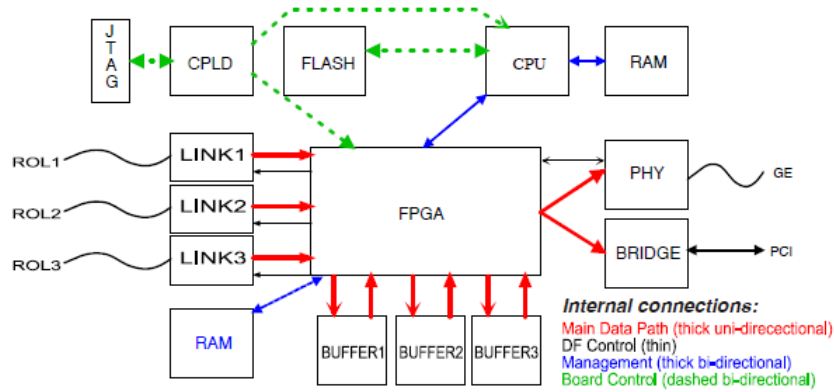 JTAG
CPLD
FLASH
CPU
RAM
ROL1
LINK1
ROL2
LINK2
ROL3
LINK3
FPGA
PHY
GE
BRIDGE
PCI
RAM
BUFFER1
BUFFER2
BUFFER3
Internal connections:
Main Data Path (thick uni-direcectional)
DF Control (thin)
Management (thick bi-directional)
Board Control (dashed bi-directional)